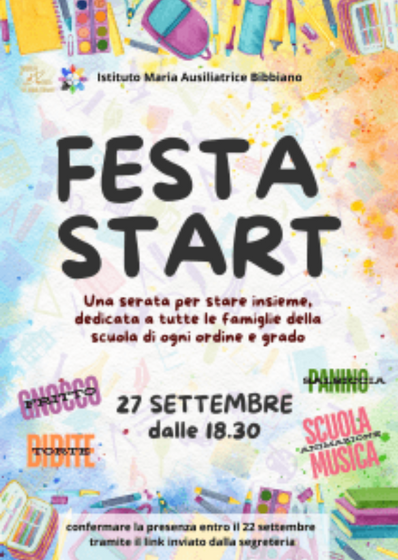 Istituto Maria Ausiliatrice Bibbiano
FESTA
START
Una serata per stare insieme,
dedicata a tutte le famiglie della
scuola di ogni ordine e grado
GNOCCO
FRITTO
BIBITE
TORTE
27 SETTEMBRE
dalle 18.30
PANINO
SALSICCIA
SCUOLA
ANIMAZIONE
MUSICA
confermare la presenza entro il 22 settembre
tramite il link inviato dalla segreteria